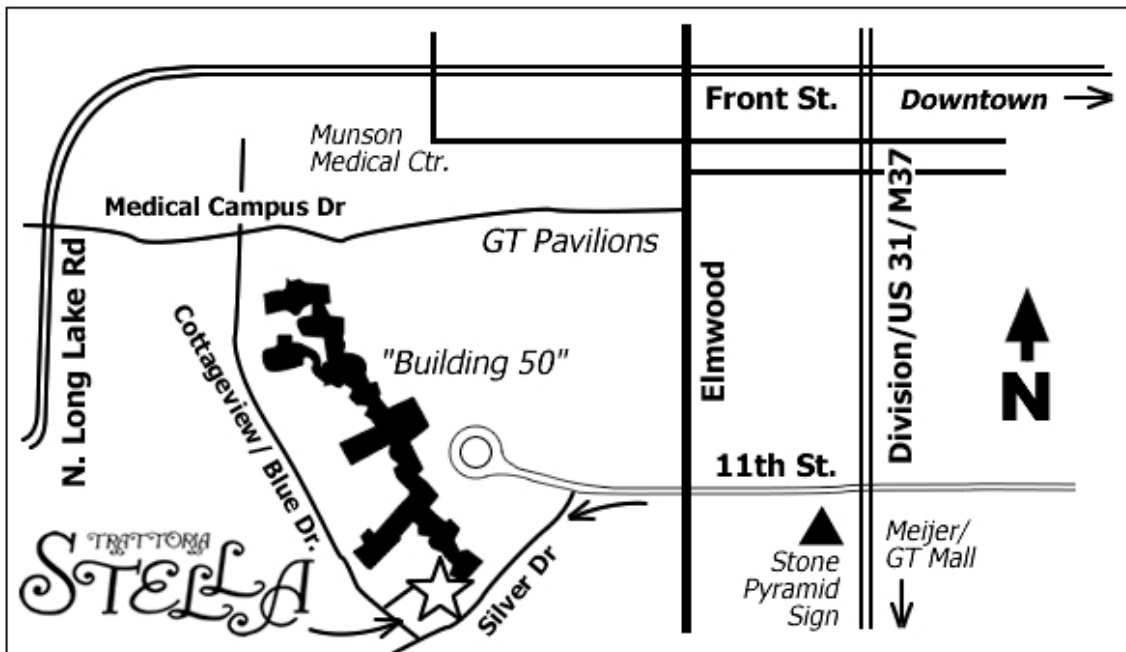 Front St.
Downtown
Munson
Medical Ctr.
Medical Campus Dr
GT Pavilions
N. Long Lake Rd
Cottageview / Blue Dr.
"Building 50"
Elmwood
Division/US 31/M37
N
11th St.
TRATTORIA
STELLA
Silver Dr
Stone
Pyramid
Sign
Meijer/
GT Mall